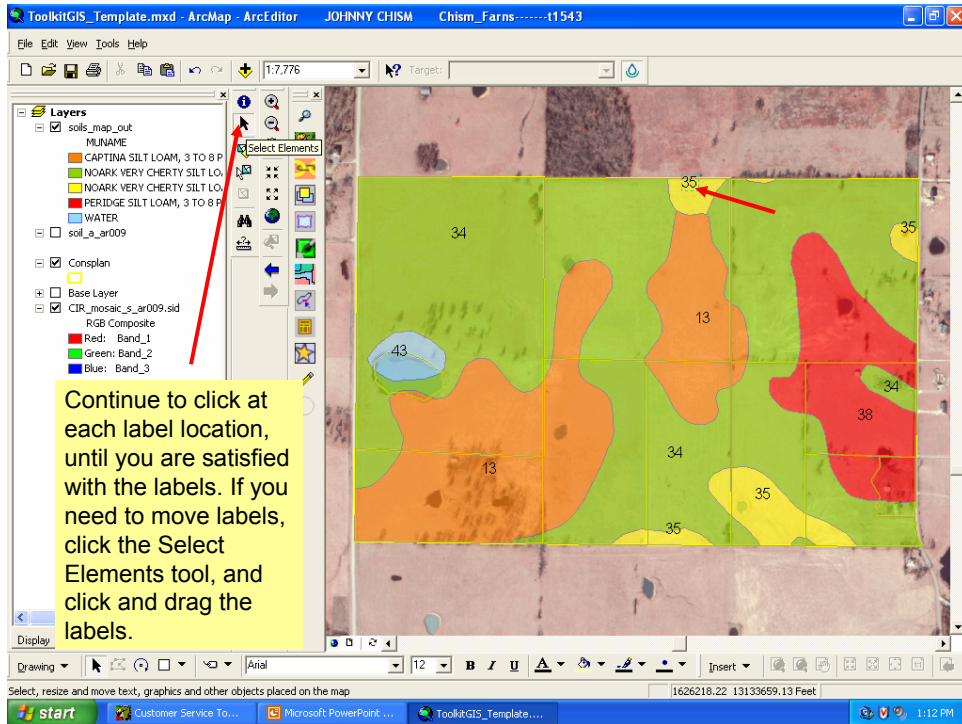 ToolkitGIS_Template.mxd - ArcMap - ArcEditor JOHNNY CHISM Chism_Farns-------t1543
File Edit View Tools Help
1:7,776 Target:
Layers
soils_map_out
MUNAME
CAPTINA SILT LOAM, 3 TO 8 P
NOARK VERY CHERTY SILT LO
NOARK VERY CHERTY SILT LO
PERIDGE SILT LOAM, 3 TO 8 P
WATER
soil_a_ar009
Consplan
Base Layer
CIR_mosaic_s_ar009.sid
RGB Composite
Red: Band_1
Green: Band_2
Blue: Band_3
Select Elements
35
34
35
13
43
34
38
34
13
35
35
Continue to click at
each label location,
until you are satisfied
with the labels. If you
need to move labels,
click the Select
Elements tool, and
click and drag the
labels.
Display
Drawing Arial 12 B I U A Insert
Select, resize and move text, graphics and other objects placed on the map 1626218.22 13133659.13 Feet
start Customer Service To... Microsoft PowerPoint ... ToolkitGIS_Template.... 1:12 PM